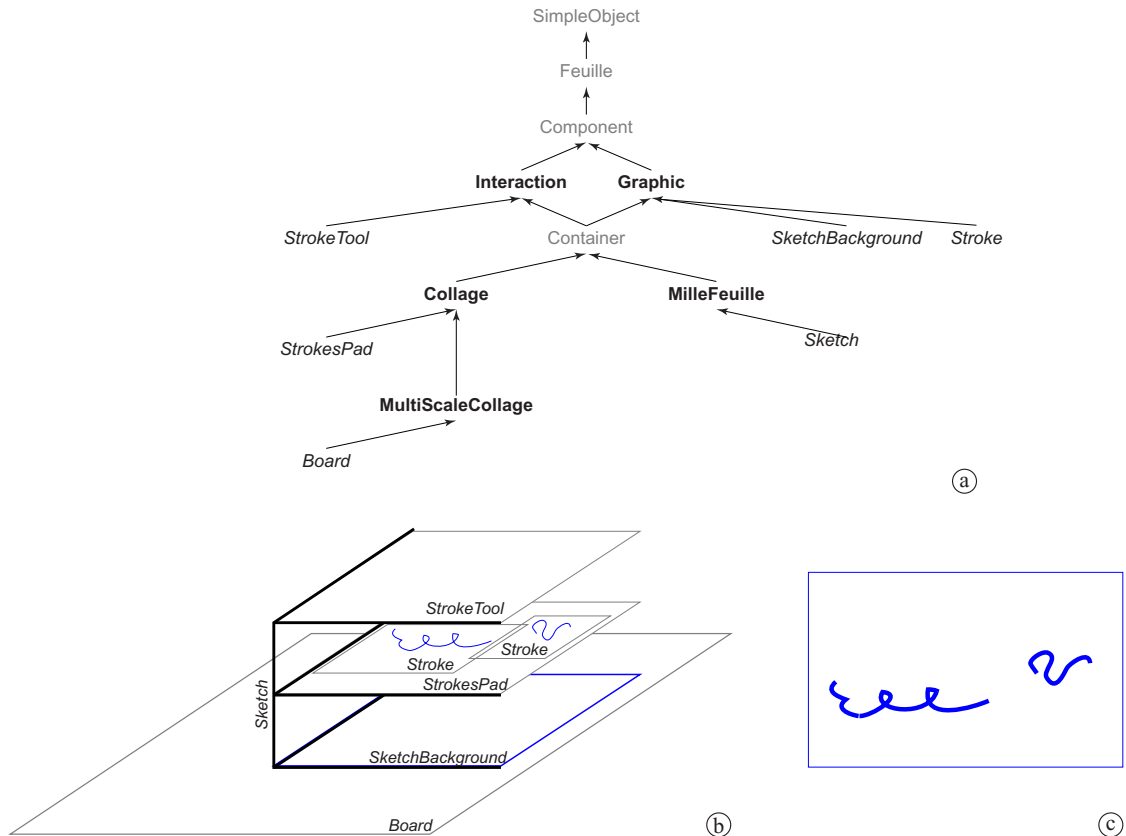 SimpleObject
Feuille
Component
Interaction Graphic
StrokeTool Container SketchBackground Stroke
Collage MilleFeuille
StrokesPad Sketch
MultiScaleCollage
Board
a
StrokeTool
Stroke Stroke
StrokesPad
Sketch
SketchBackground
Board
b
c